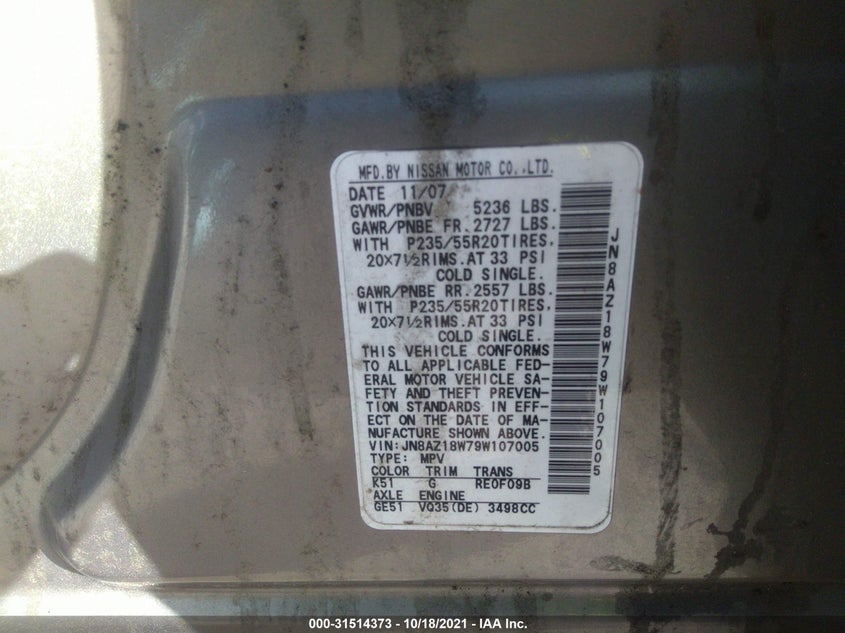 MFD.BY NISSAN MOTOR CO.,LTD.
DATE 11/07
GVWR/PNBV 5236 LBS.
GAWR/PNBE FR. 2727 LBS.
WITH P235/55R20TIRES,
20×7½RIMS.AT 33 PSI
COLD SINGLE.
GAWR/PNBE RR. 2557 LBS.
WITH P235/55R20TIRES,
20×7½RIMS.AT 33 PSI
COLD SINGLE.
THIS VEHICLE CONFORMS
TO ALL APPLICABLE FED-
ERAL MOTOR VEHICLE SA-
FETY AND THEFT PREVEN-
TION STANDARDS IN EFF-
ECT ON THE DATE OF MA-
NUFACTURE SHOWN ABOVE.
VIN:JN8AZ18W79W107005
TYPE: MPV
COLOR TRIM TRANS
K51 G RE0F09B
AXLE ENGINE
GE51 VQ35(DE) 3498CC
JN8AZ18W79W107005
000-31514373 - 10/18/2021 - IAA Inc.